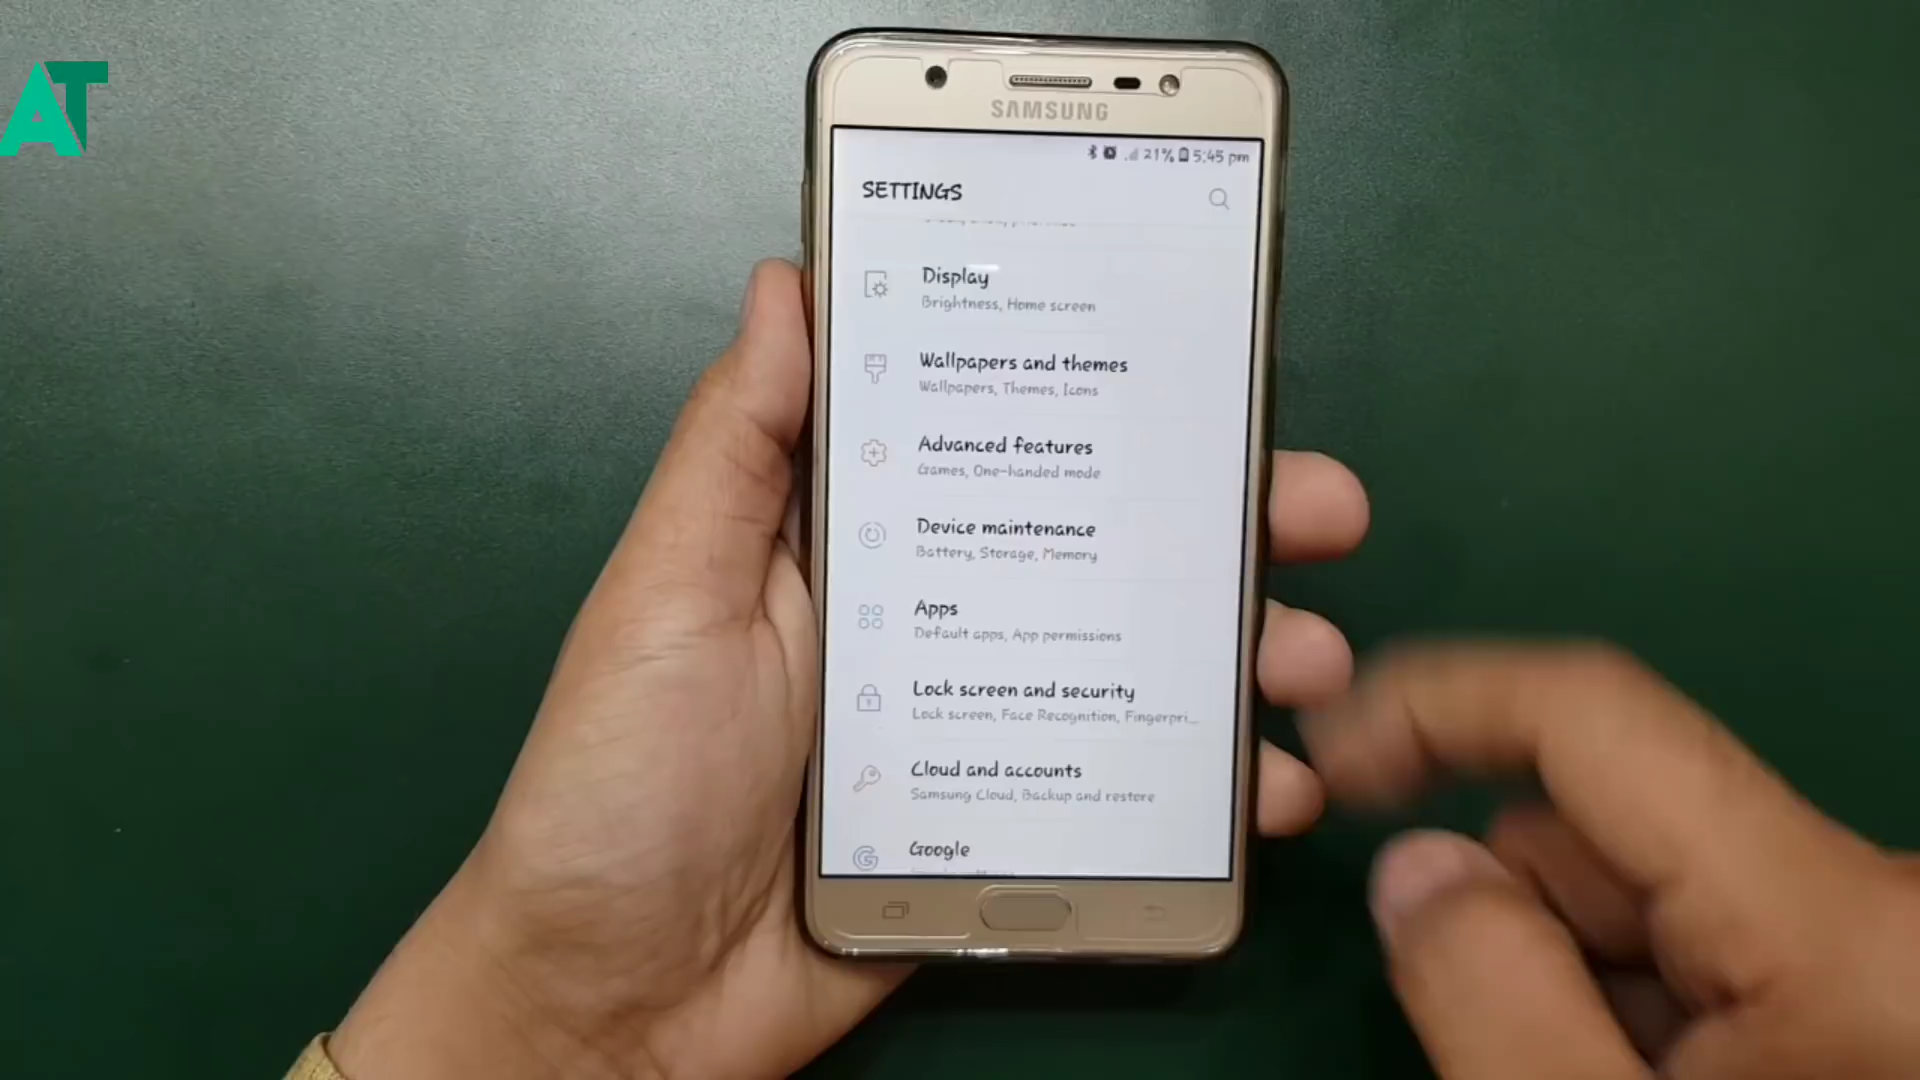 AT
SAMSUNG
21% 5:45 pm
SETTINGS
Display
Brightness, Home screen
Wallpapers and themes
Wallpapers, Themes, Icons
Advanced features
Games, One-handed mode
Device maintenance
Battery, Storage, Memory
Apps
Default apps, App permissions
Lock screen and security
Lock screen, Face Recognition, Fingerpri...
Cloud and accounts
Samsung Cloud, Backup and restore
Google